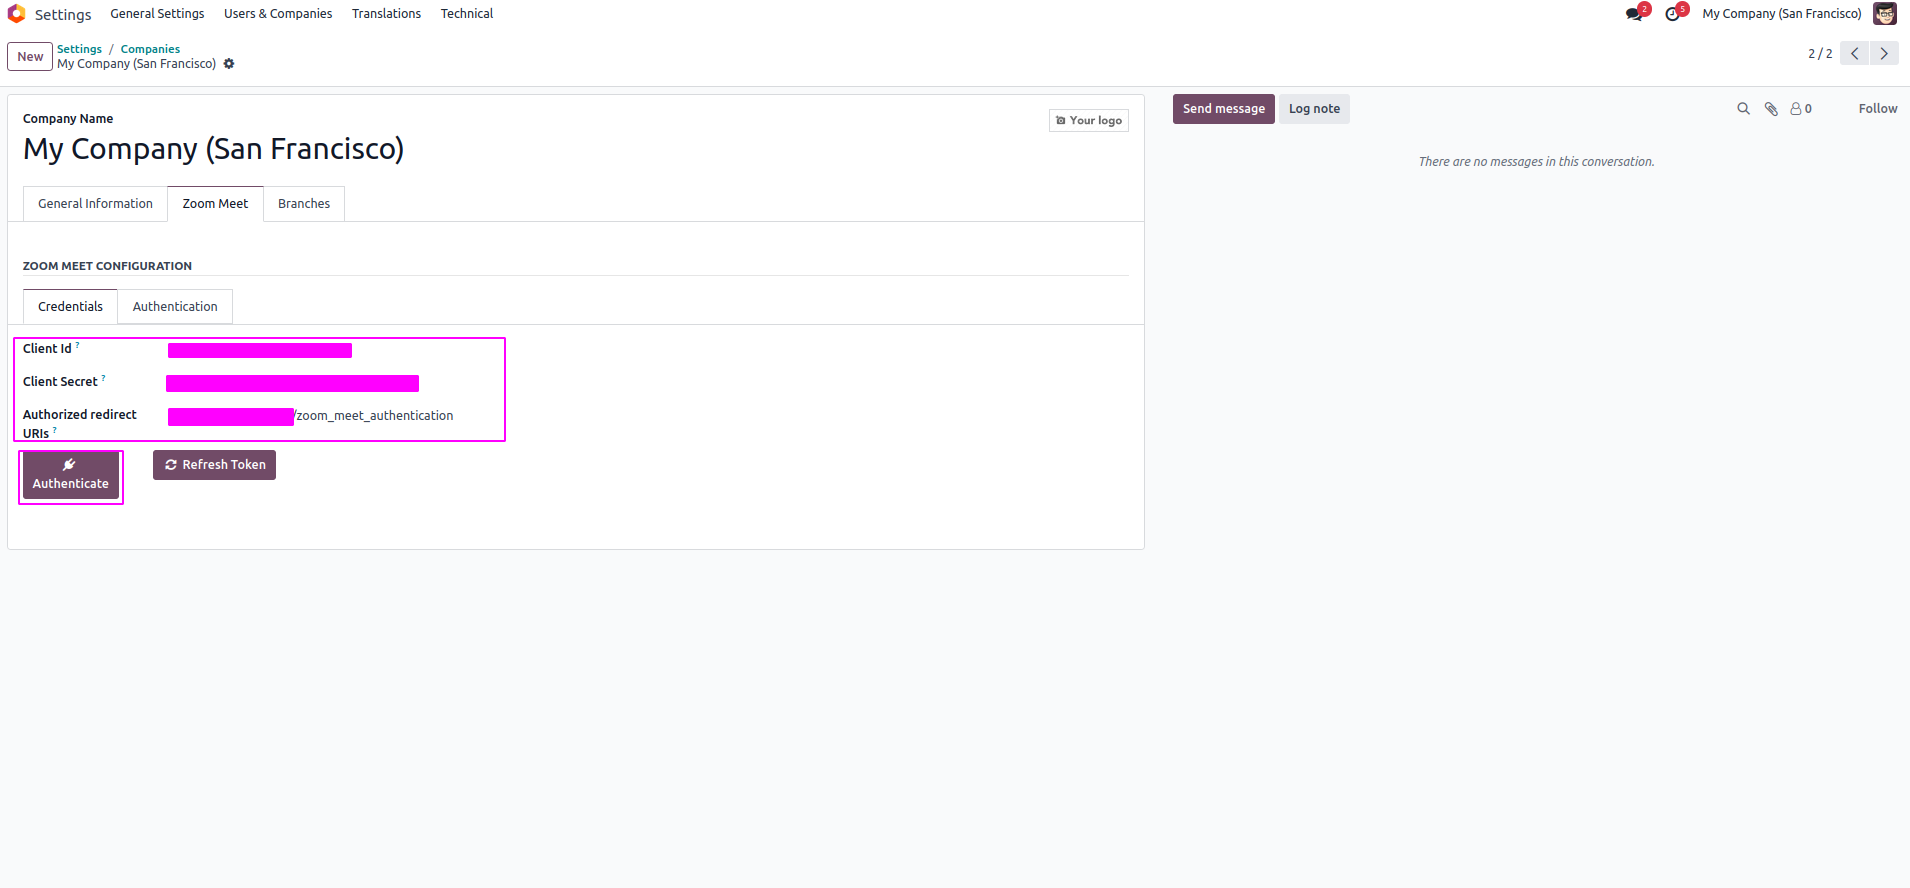 Settings General Settings Users & Companies Translations Technical 2 5 My Company (San Francisco)
New Settings / Companies
My Company (San Francisco) 2 / 2
Company Name
Your logo
My Company (San Francisco)
General Information Zoom Meet Branches
ZOOM MEET CONFIGURATION
Credentials Authentication
Client Id ?
Client Secret ?
Authorized redirect URIs ? /zoom_meet_authentication
Authenticate Refresh Token
Send message Log note 0 Follow
There are no messages in this conversation.